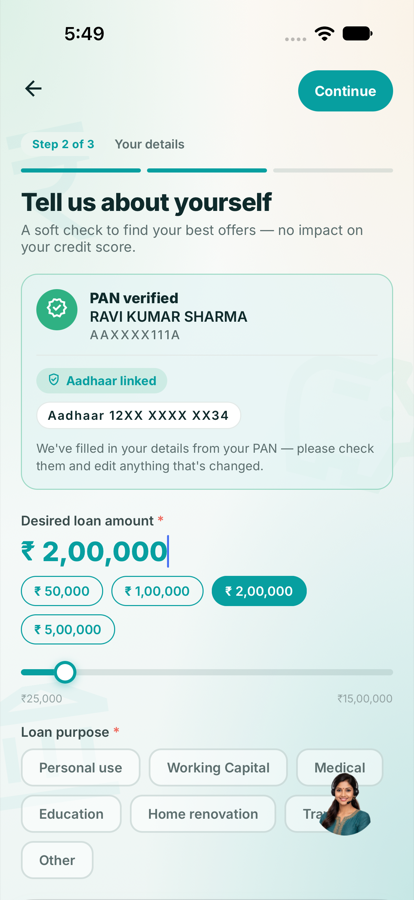 5:49
Continue
Step 2 of 3 Your details
Tell us about yourself
A soft check to find your best offers — no impact on
your credit score.
PAN verified
RAVI KUMAR SHARMA
AAXXXX111A
Aadhaar linked
Aadhaar 12XX XXXX XX34
We've filled in your details from your PAN — please check
them and edit anything that's changed.
Desired loan amount *
₹ 2,00,000
₹ 50,000 ₹ 1,00,000 ₹ 2,00,000
₹ 5,00,000
₹25,000 ₹15,00,000
Loan purpose *
Personal use Working Capital Medical
Education Home renovation
Other